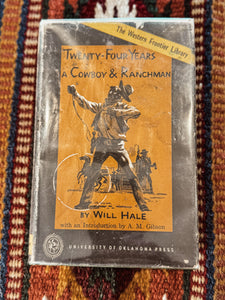 The Western Frontier Library
TWENTY-FOUR YEARS
A COWBOY & RANCHMAN
BY WILL HALE
with an Introduction by A. M. Gibson
UNIVERSITY OF OKLAHOMA PRESS